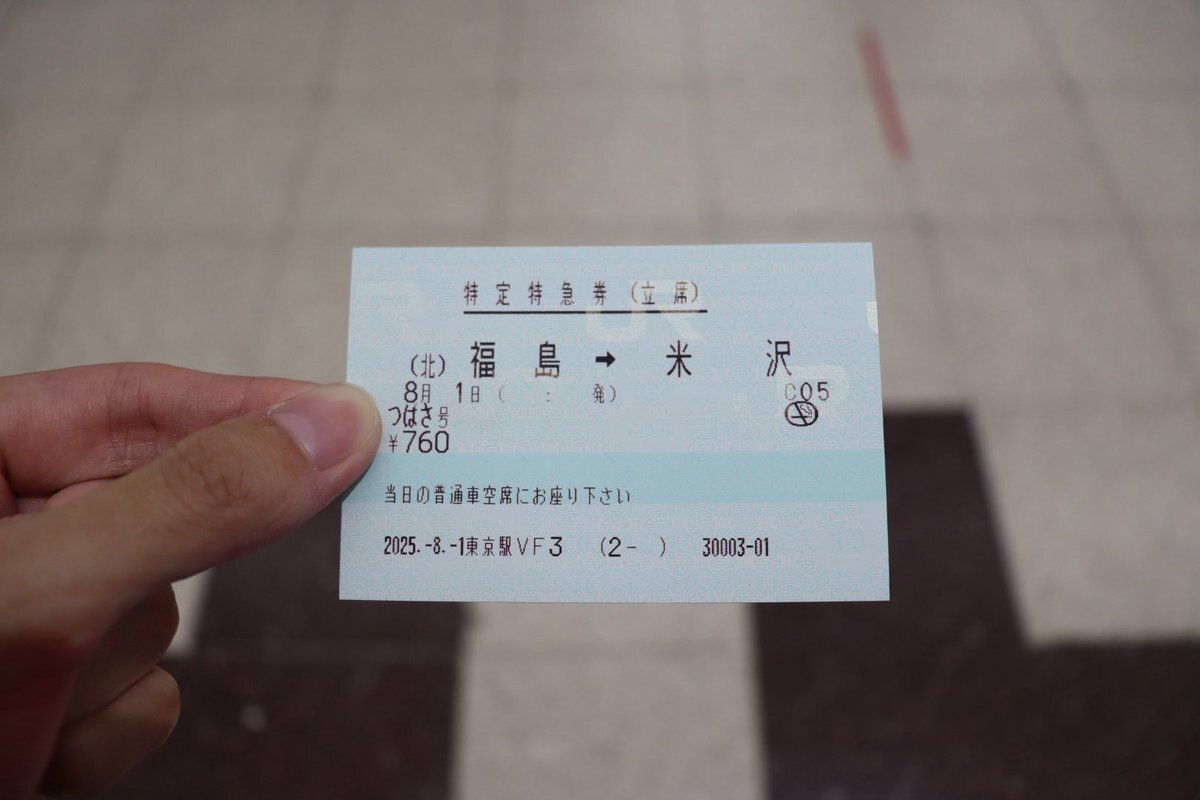 特定特急券(立席)
(北) 福島 → 米沢
8月 1日( : 発) C05
つはさ号
¥760
当日の普通車空席にお座り下さい
2025.-8.-1東京駅VF3 (2- ) 30003-01